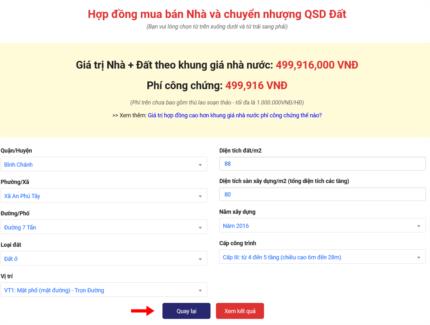 Hợp đồng mua bán Nhà và chuyển nhượng QSD Đất
(Bạn vui lòng chọn từ trên xuống dưới và từ trái sang phải)
Giá trị Nhà + Đất theo khung giá nhà nước: 499,916,000 VNĐ
Phí công chứng: 499,916 VNĐ
(Phí trên chưa bao gồm thù lao soạn thảo - tối đa là 1.000.000VNĐ/HĐ)
>> Xem thêm: Giá trị hợp đồng cao hơn khung giá nhà nước phí công chứng thế nào?
Quận/Huyện
Bình Chánh
Phường/Xã
Xã An Phú Tây
Đường/Phố
Đường 7 Tấn
Loại đất
Đất ở
Vị trí
VT1: Mặt phố (mặt đường) - Trọn Đường
Diện tích đất/m2
88
Diện tích sàn xây dựng/m2 (tổng diện tích các tầng)
80
Năm xây dựng
Năm 2016
Cấp công trình
Cấp III: từ 4 đến 5 tầng (chiều cao 6m đến 28m)
Quay lại
Xem kết quả